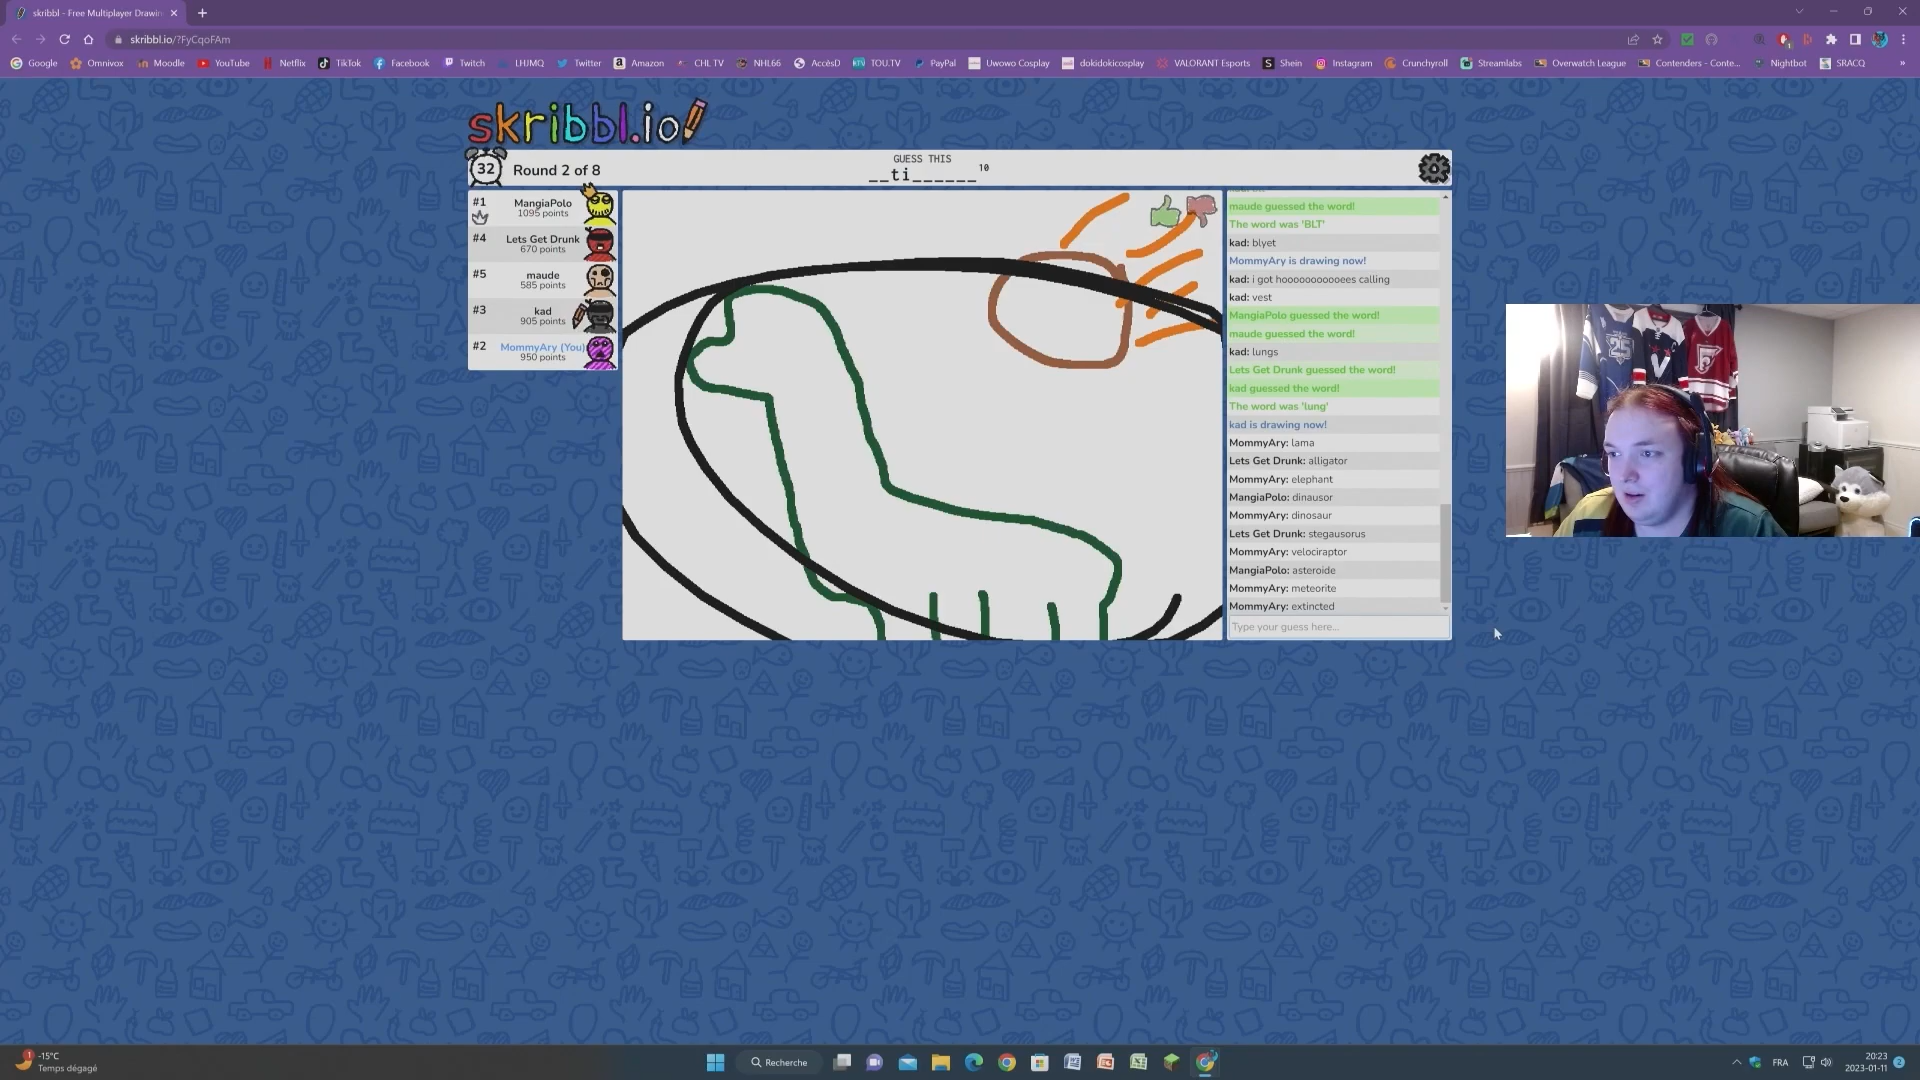 skribbl - Free Multiplayer Drawin
skribbl.io/?FyCqoFAm
Google Omnivox Moodle YouTube Netflix TikTok Facebook Twitch LHJMQ Twitter Amazon CHL TV NHL66 AccèsD TOU.TV PayPal Uwowo Cosplay dokidokicosplay VALORANT Esports Shein Instagram Crunchyroll Streamlabs Overwatch League Contenders - Conte... Nightbot SRACQ »
skribbl.io
32 Round 2 of 8
GUESS THIS
__ti______ 10
#1 MangiaPolo
1095 points
#4 Lets Get Drunk
670 points
#5 maude
585 points
#3 kad
905 points
#2 MommyAry (You)
950 points
maude guessed the word!
The word was 'BLT'
kad: blyet
MommyAry is drawing now!
kad: i got hooooooooooees calling
kad: vest
MangiaPolo guessed the word!
maude guessed the word!
kad: lungs
Lets Get Drunk guessed the word!
kad guessed the word!
The word was 'lung'
kad is drawing now!
MommyAry: lama
Lets Get Drunk: alligator
MommyAry: elephant
MangiaPolo: dinausor
MommyAry: dinosaur
Lets Get Drunk: stegausorus
MommyAry: velociraptor
MangiaPolo: asteroide
MommyAry: meteorite
MommyAry: extincted
Type your guess here...
25
1 -15°C
Temps dégagé
Recherche
FRA
20:23
2023-01-11
2